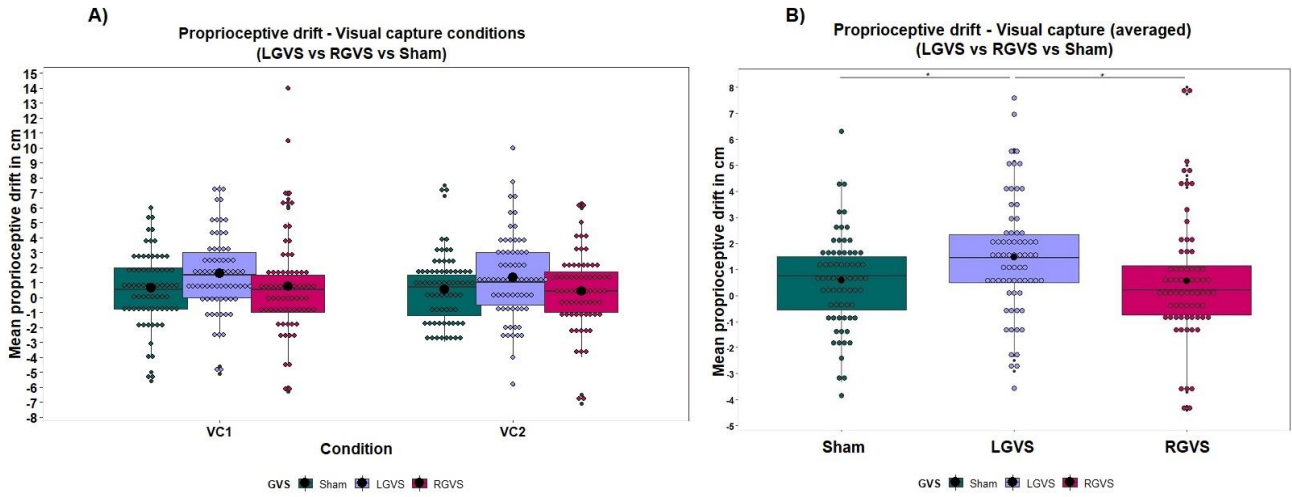 A)
Proprioceptive drift - Visual capture conditions
(LGVS vs RGVS vs Sham)
Mean proprioceptive drift in cm
15
14
13
12
11
10
9
8
7
6
5
4
3
2
1
0
-1
-2
-3
-4
-5
-6
-7
-8
VC1
VC2
Condition
GVS Sham LGVS RGVS
B)
Proprioceptive drift - Visual capture (averaged)
(LGVS vs RGVS vs Sham)
Mean proprioceptive drift in cm
8
7
6
5
4
3
2
1
0
-1
-2
-3
-4
-5
*
*
Sham
LGVS
RGVS
GVS Sham LGVS RGVS